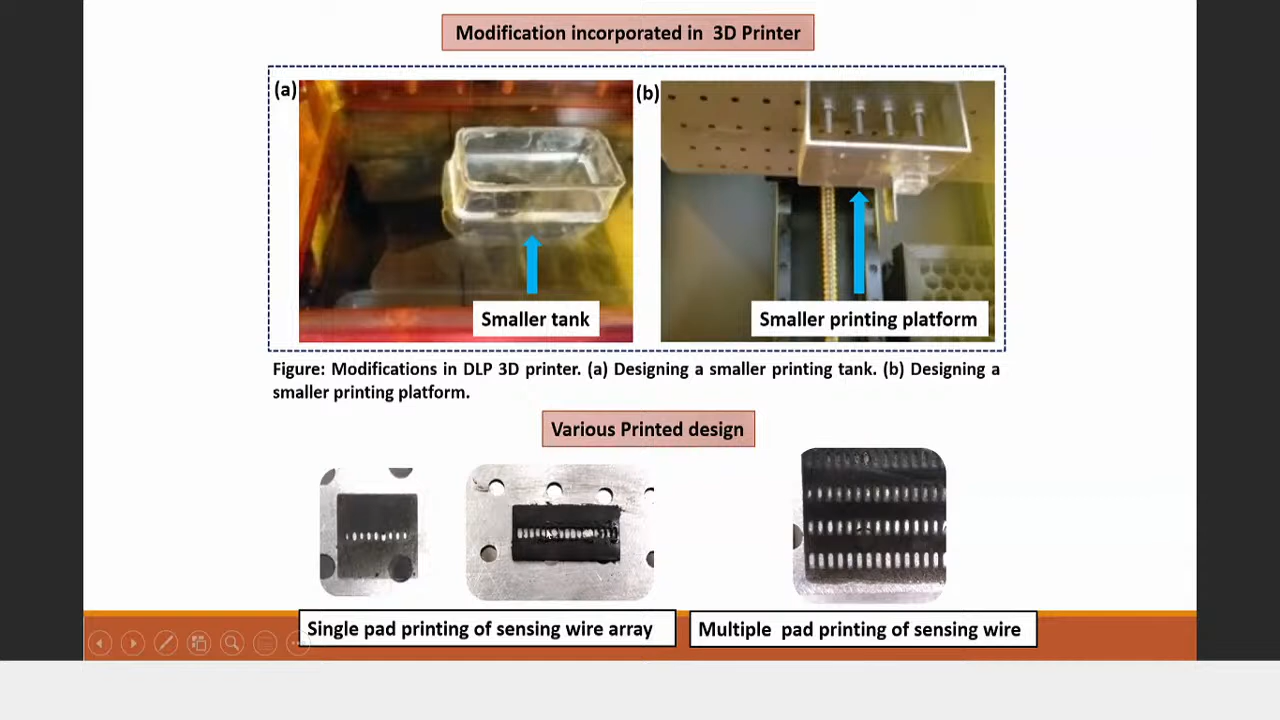 Modification incorporated in 3D Printer
(a)
(b)
Smaller tank
Smaller printing platform
Figure: Modifications in DLP 3D printer. (a) Designing a smaller printing tank. (b) Designing a
smaller printing platform.
Various Printed design
Single pad printing of sensing wire array
Multiple pad printing of sensing wire